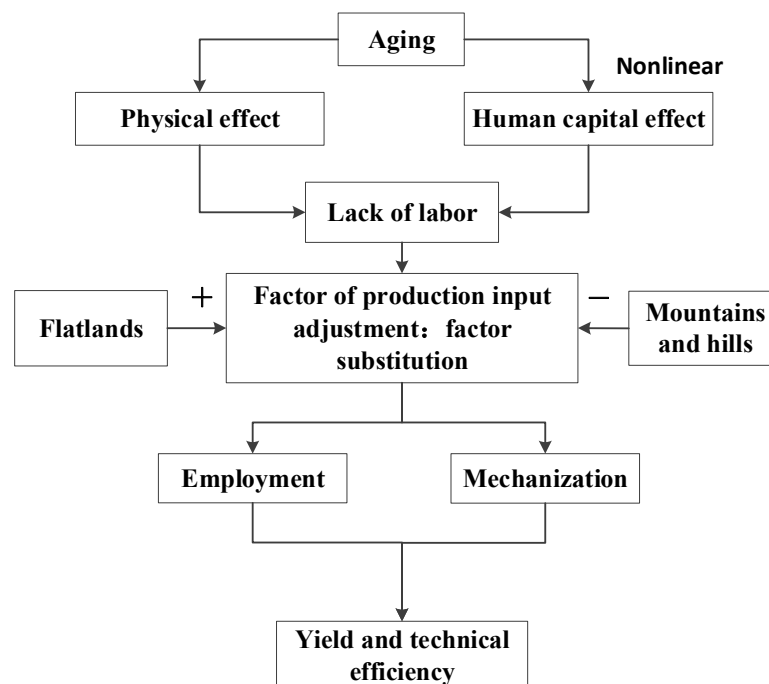 Aging
Nonlinear
Physical effect
Human capital effect
Lack of labor
+
−
Flatlands
Factor of production input
adjustment：factor
substitution
Mountains
and hills
Employment
Mechanization
Yield and technical
efficiency